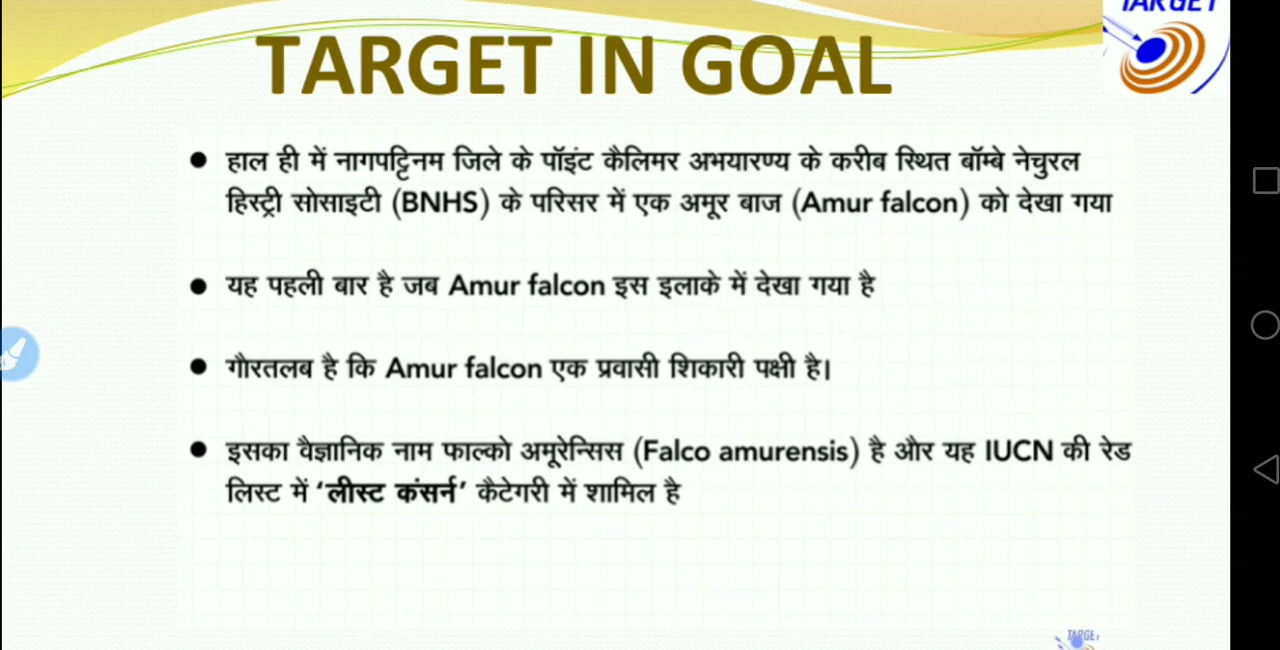 TARGET
TARGET IN GOAL
● हाल ही में नागपट्टिनम जिले के पॉइंट कैलिमर अभयारण्य के करीब स्थित बॉम्बे नेचुरल
हिस्ट्री सोसाइटी (BNHS) के परिसर में एक अमूर बाज (Amur falcon) को देखा गया
● यह पहली बार है जब Amur falcon इस इलाके में देखा गया है
● गौरतलब है कि Amur falcon एक प्रवासी शिकारी पक्षी है।
● इसका वैज्ञानिक नाम फाल्को अमूरेन्सिस (Falco amurensis) है और यह IUCN की रेड
लिस्ट में ‘लीस्ट कंसर्न’ कैटेगरी में शामिल है
TARGET